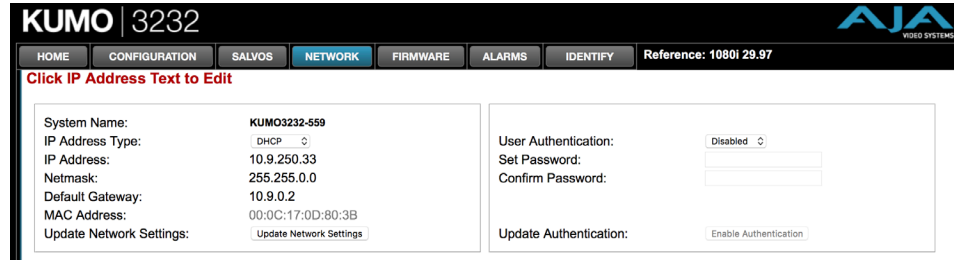 KUMO 3232
AJA
VIDEO SYSTEMS
HOME CONFIGURATION SALVOS NETWORK FIRMWARE ALARMS IDENTIFY Reference: 1080i 29.97
Click IP Address Text to Edit
System Name: KUMO3232-559
IP Address Type: DHCP
IP Address: 10.9.250.33
Netmask: 255.255.0.0
Default Gateway: 10.9.0.2
MAC Address: 00:0C:17:0D:80:3B
Update Network Settings: Update Network Settings
User Authentication: Disabled
Set Password:
Confirm Password:
Update Authentication: Enable Authentication